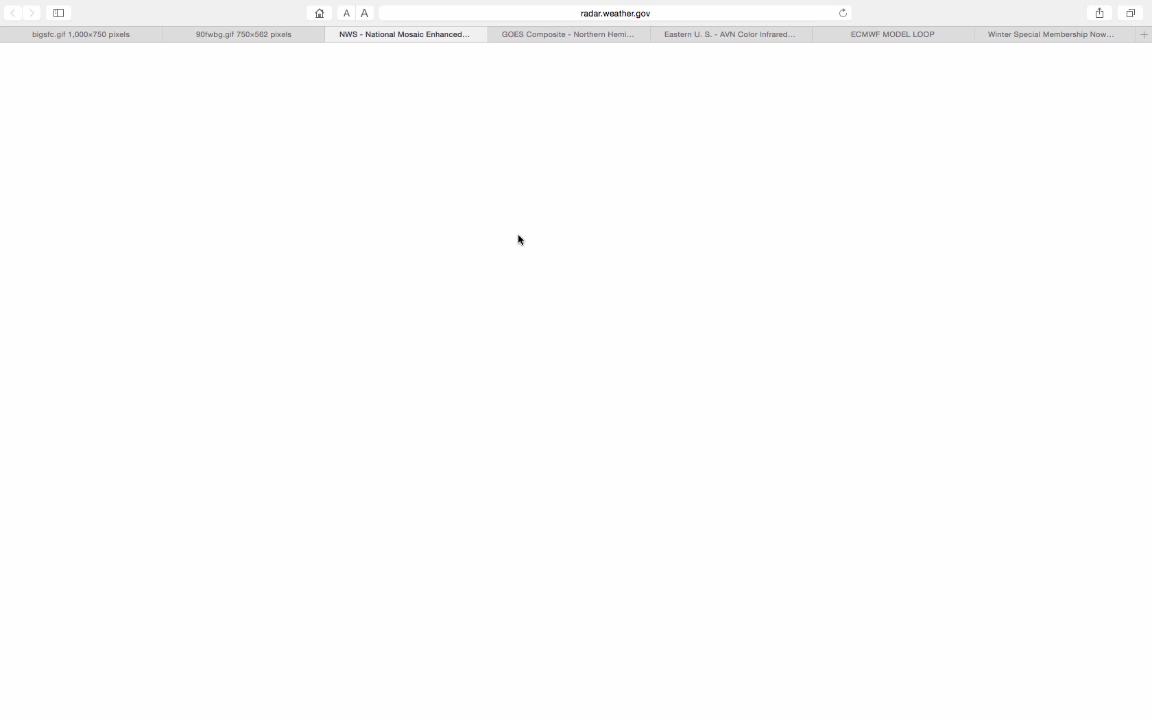 A A radar.weather.gov
bigsfc.gif 1,000×750 pixels 90fwbg.gif 750×562 pixels NWS - National Mosaic Enhanced... GOES Composite - Northern Hemi... Eastern U. S. - AVN Color Infrared... ECMWF MODEL LOOP Winter Special Membership Now...